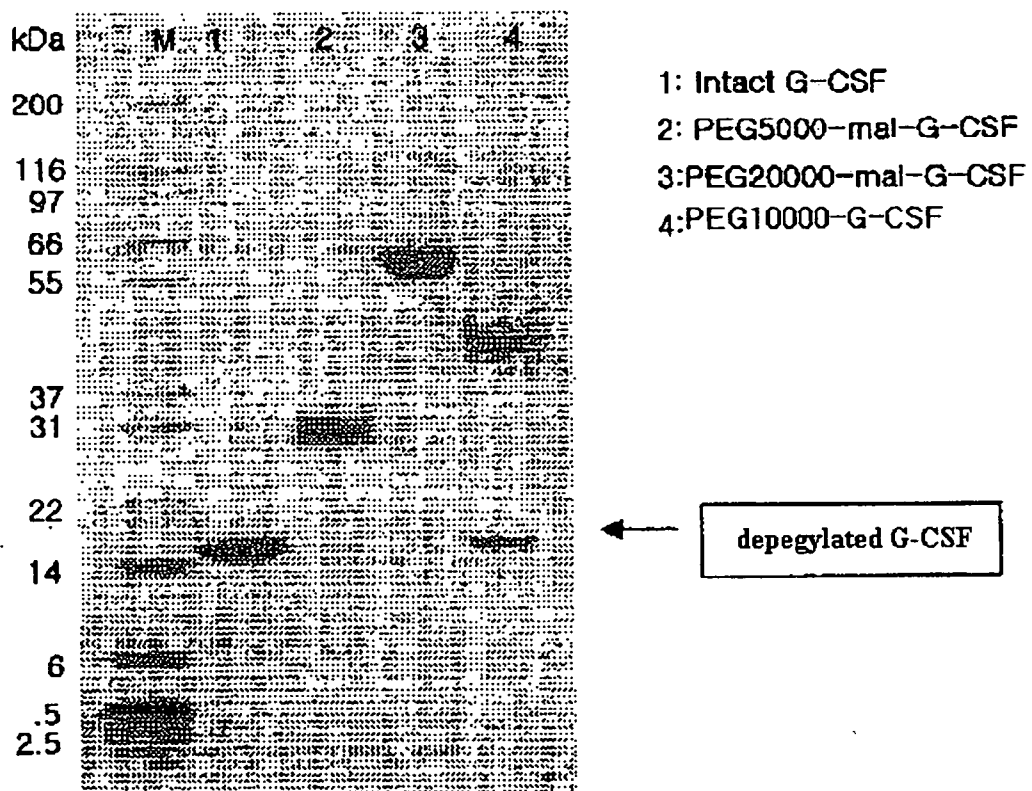 kDa M 1 2 3 4
200
116
97
66
55
37
31
22
14
6
.5
2.5
1: Intact G-CSF
2: PEG5000-mal-G-CSF
3:PEG20000-mal-G-CSF
4:PEG10000-G-CSF
depegylated G-CSF